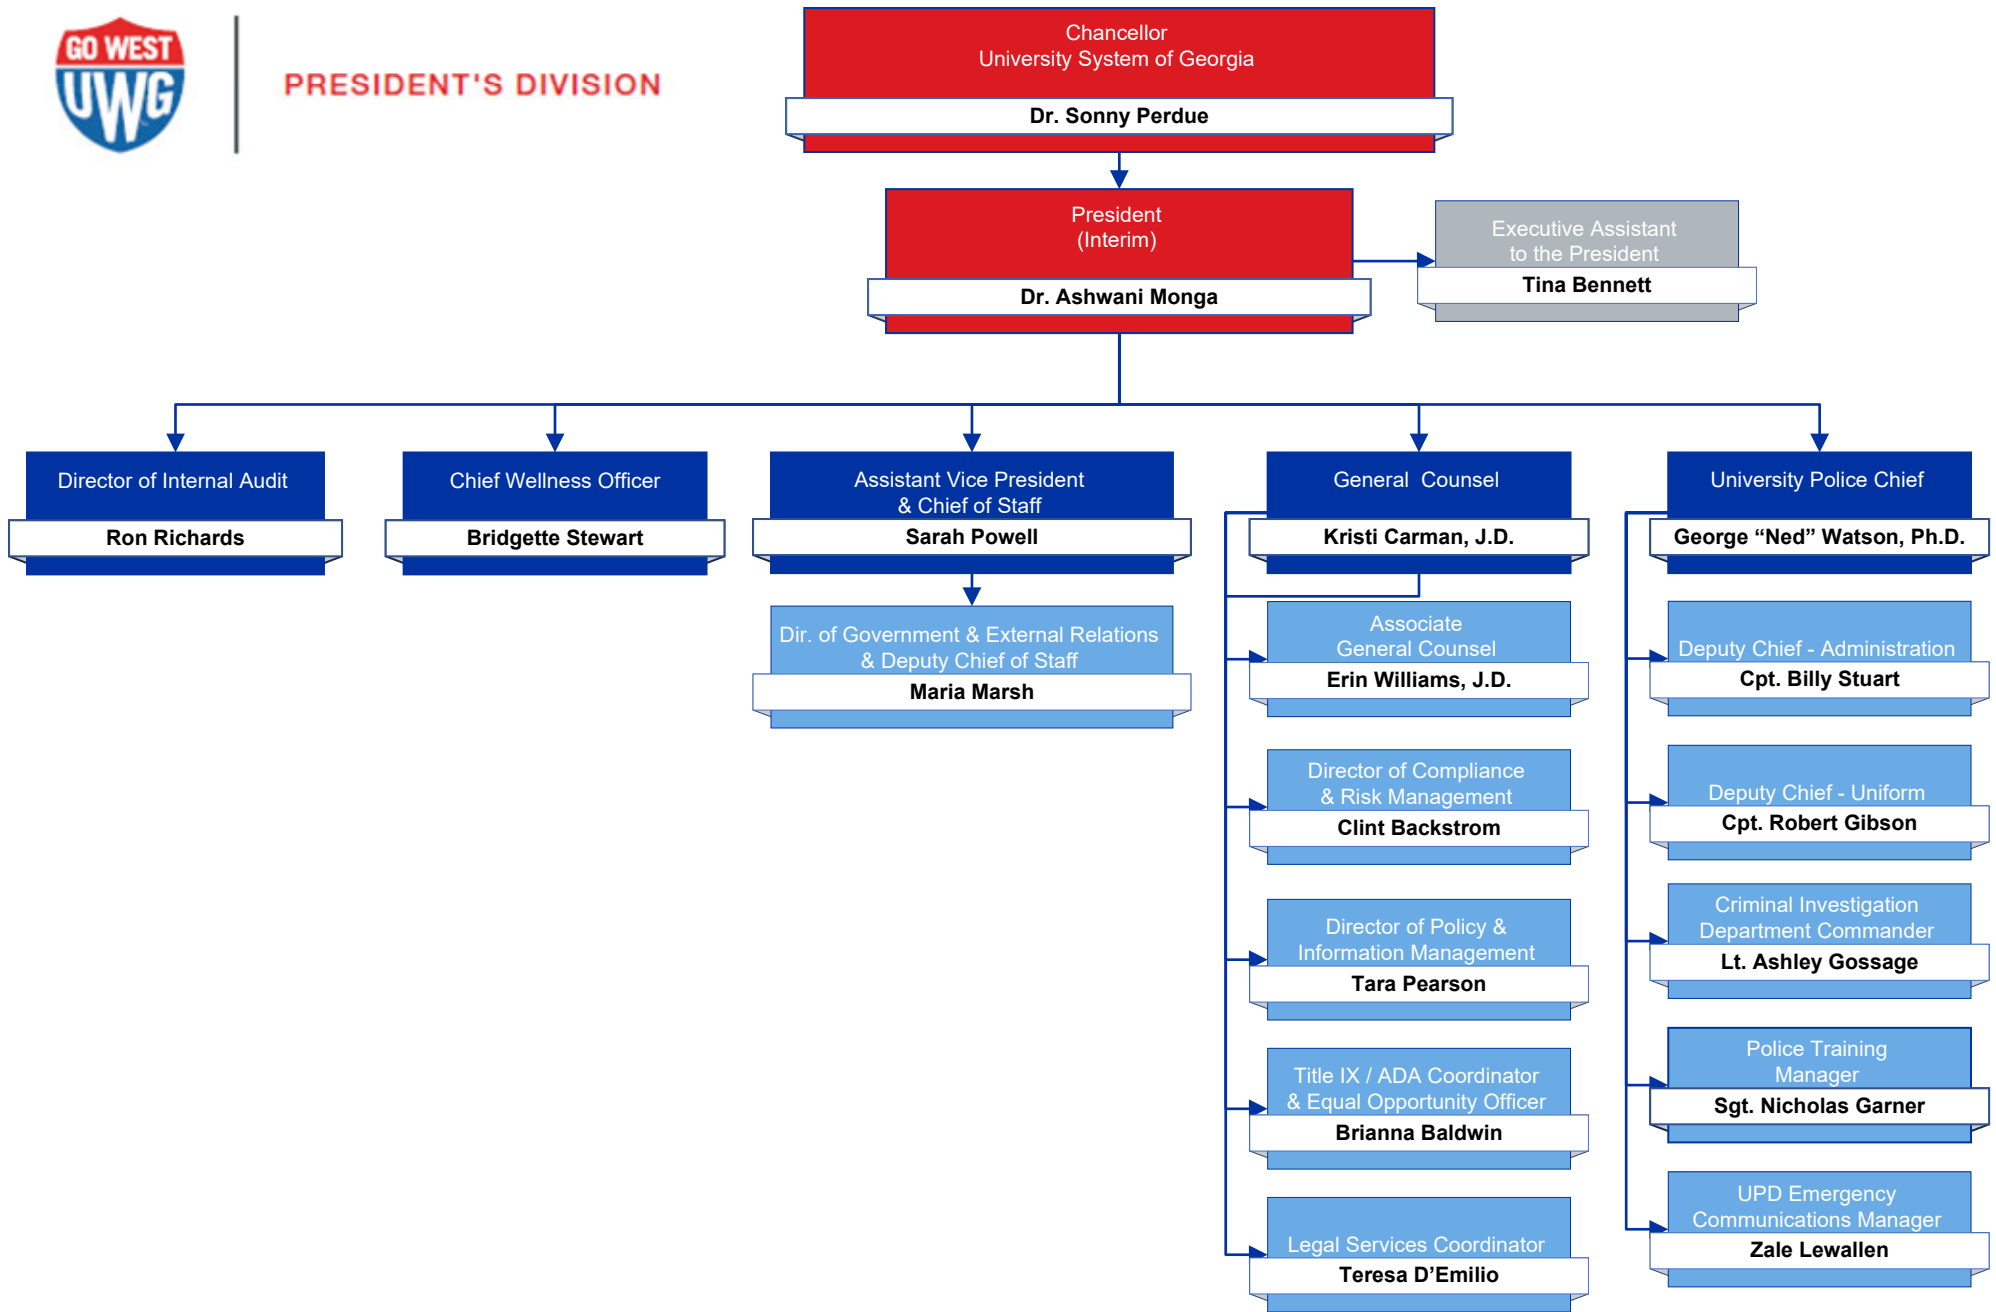 GO WEST
UWG
PRESIDENT'S DIVISION
Chancellor
University System of Georgia
Dr. Sonny Perdue
President
(Interim)
Dr. Ashwani Monga
Executive Assistant
to the President
Tina Bennett
Director of Internal Audit
Ron Richards
Chief Wellness Officer
Bridgette Stewart
Assistant Vice President
& Chief of Staff
Sarah Powell
Dir. of Government & External Relations
& Deputy Chief of Staff
Maria Marsh
General  Counsel
Kristi Carman, J.D.
Associate
General Counsel
Erin Williams, J.D.
Director of Compliance
& Risk Management
Clint Backstrom
Director of Policy &
Information Management
Tara Pearson
Title IX / ADA Coordinator
& Equal Opportunity Officer
Brianna Baldwin
Legal Services Coordinator
Teresa D’Emilio
University Police Chief
George “Ned” Watson, Ph.D.
Deputy Chief - Administration
Cpt. Billy Stuart
Deputy Chief - Uniform
Cpt. Robert Gibson
Criminal Investigation
Department Commander
Lt. Ashley Gossage
Police Training
Manager
Sgt. Nicholas Garner
UPD Emergency
Communications Manager
Zale Lewallen